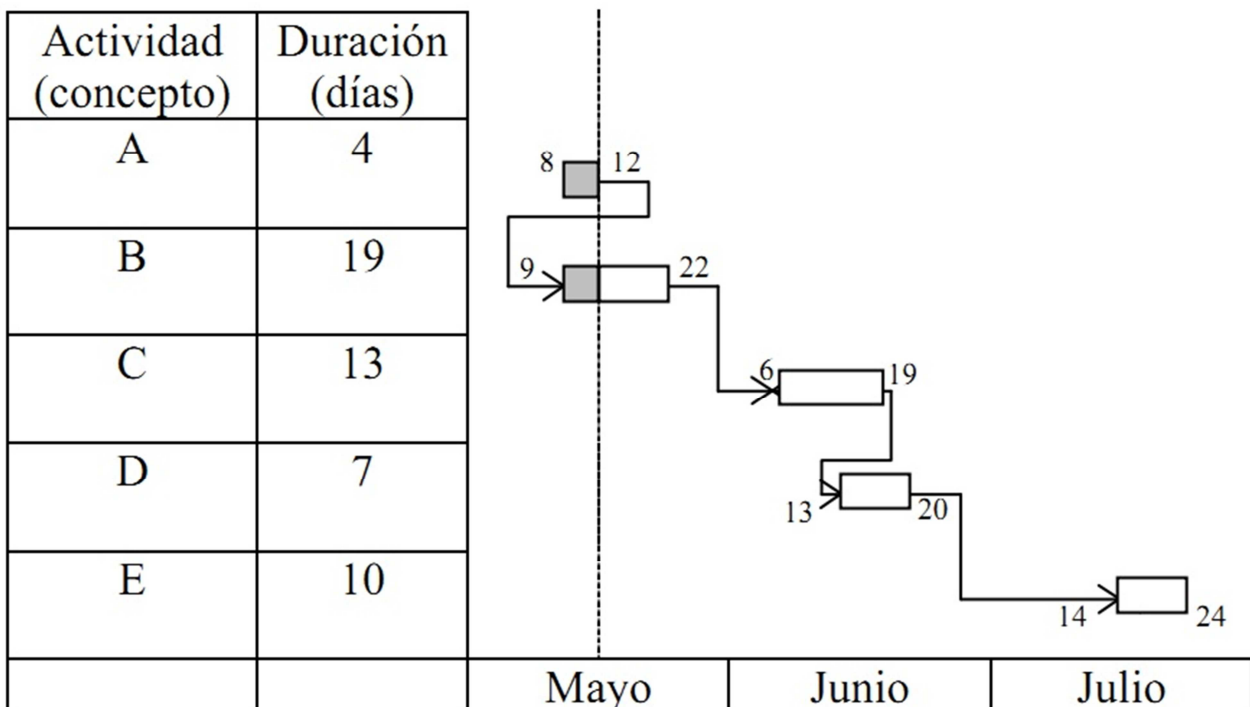 Actividad
(concepto)
Duración
(días)
A 4
8 12
B 19
9 22
C 13
6 19
D 7
13 20
E 10
14 24
Mayo Junio Julio